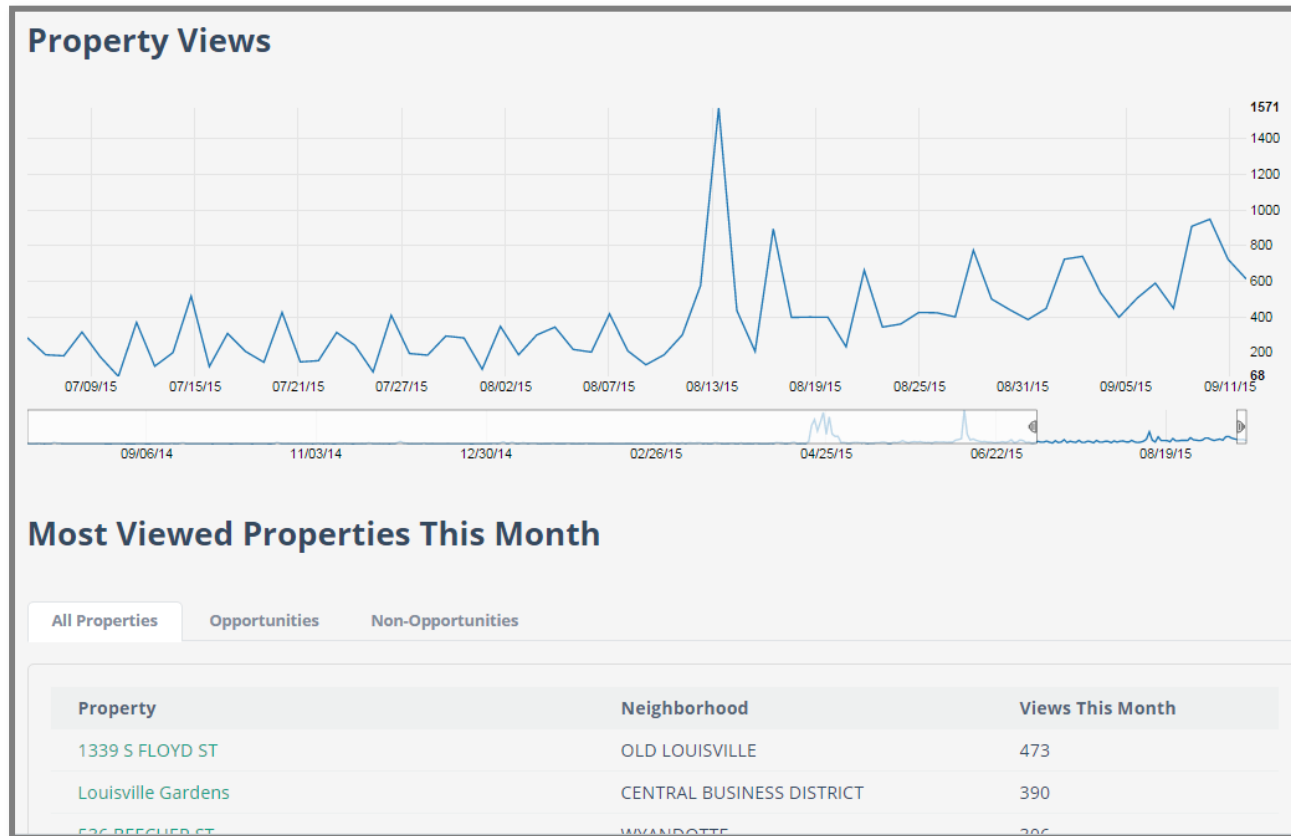 Property Views
1571
1400
1200
1000
800
600
400
200
68
07/09/15 07/15/15 07/21/15 07/27/15 08/02/15 08/07/15 08/13/15 08/19/15 08/25/15 08/31/15 09/05/15 09/11/15
09/06/14 11/03/14 12/30/14 02/26/15 04/25/15 06/22/15 08/19/15
Most Viewed Properties This Month
All Properties Opportunities Non-Opportunities
Property Neighborhood Views This Month
1339 S FLOYD ST OLD LOUISVILLE 473
Louisville Gardens CENTRAL BUSINESS DISTRICT 390
BEECHER ST WYANDOTTE